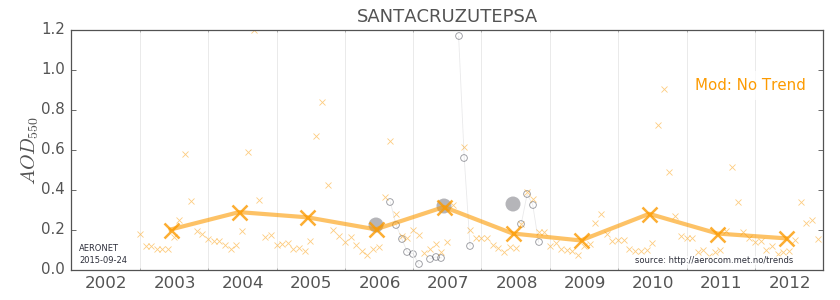 SANTACRUZUTEPSA
1.2
1.0
0.8
0.6
0.4
0.2
0.0
AOD550
Mod: No Trend
AERONET
2015-09-24
source: http://aerocom.met.no/trends
2002 2003 2004 2005 2006 2007 2008 2009 2010 2011 2012